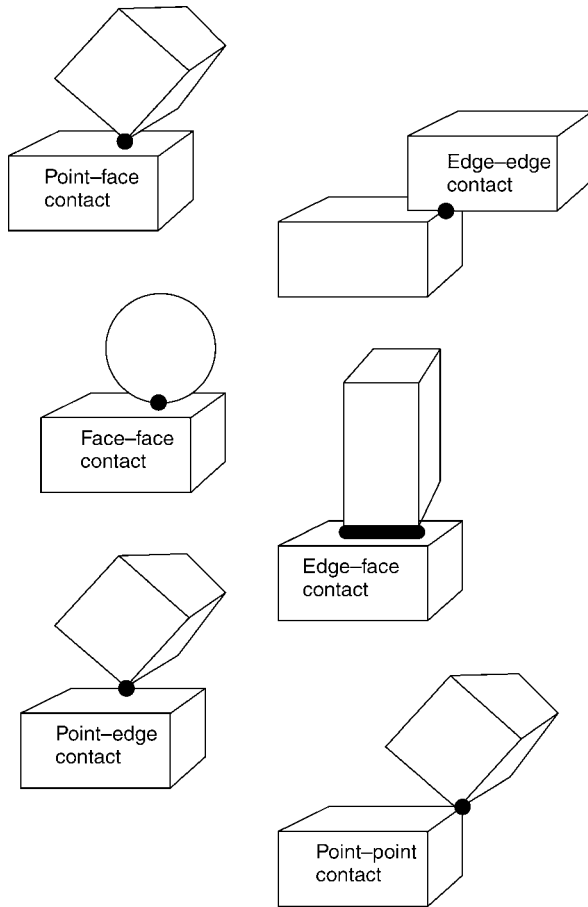 Point–face
contact
Edge–edge
contact
Face–face
contact
Edge–face
contact
Point–edge
contact
Point–point
contact